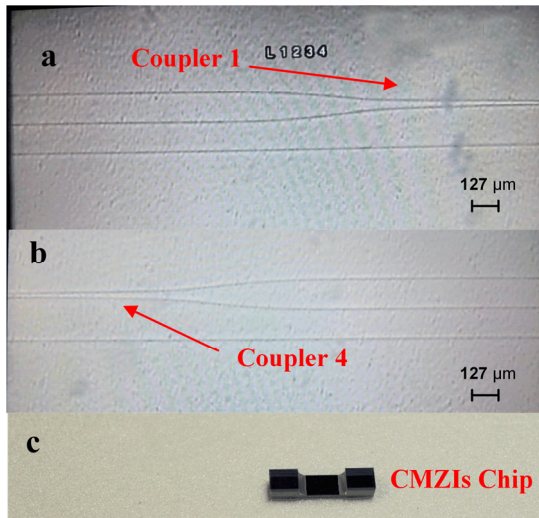 a
L1234
Coupler 1
127 µm
b
Coupler 4
127 µm
c
CMZIs Chip